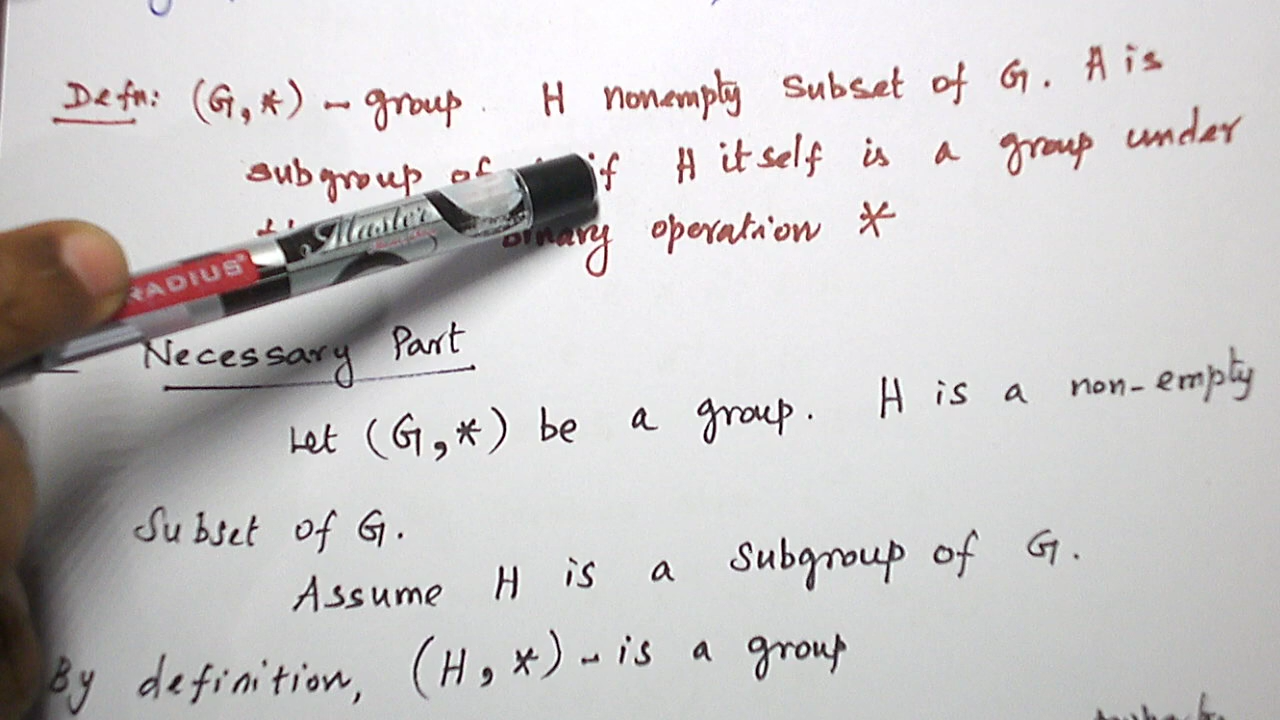 Defn: (G,*) - group. H nonempty subset of G. H is
subgroup of if H itself is a group under
binary operation *
Master
RADIUS
Necessary Part
Let (G,*) be a group. H is a non-empty
Subset of G.
Assume H is a subgroup of G.
By definition, (H,*) - is a group